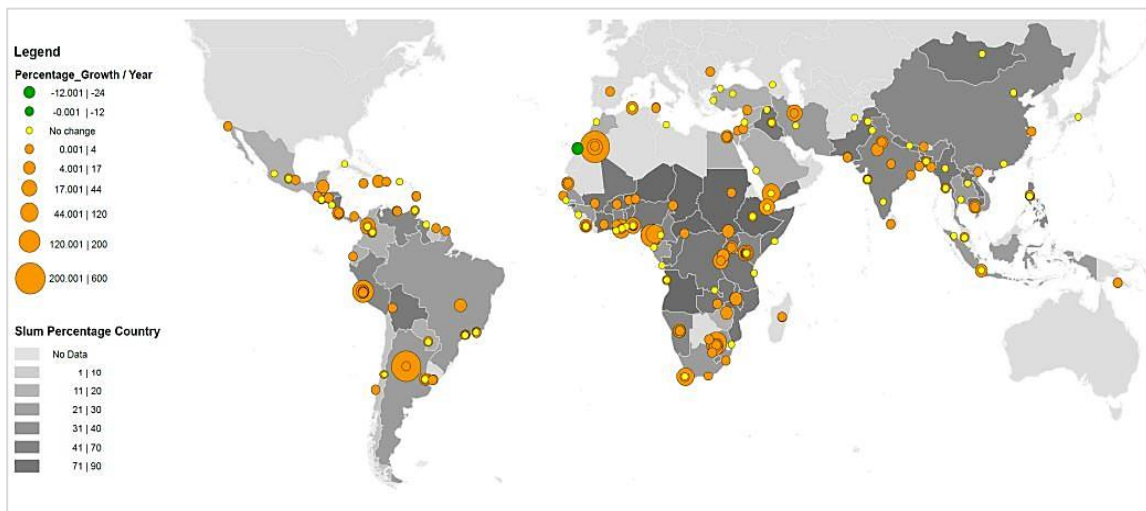 Legend
Percentage_Growth / Year
-12.001 | -24
-0.001 | -12
No change
0.001 | 4
4.001 | 17
17.001 | 44
44.001 | 120
120.001 | 200
200.001 | 600
Slum Percentage Country
No Data
1 | 10
11 | 20
21 | 30
31 | 40
41 | 70
71 | 90